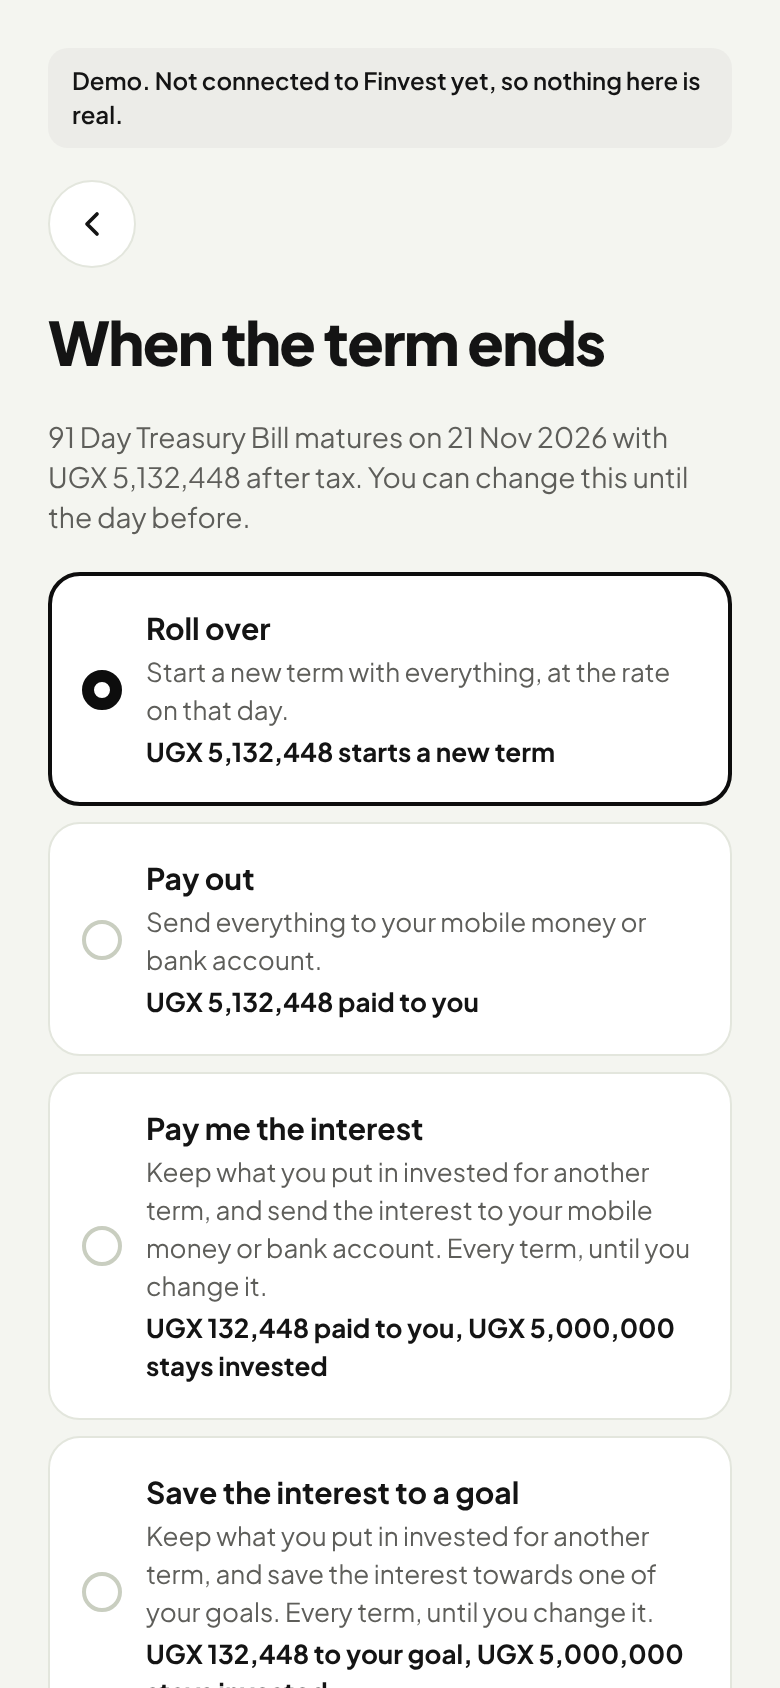 Demo. Not connected to Finvest yet, so nothing here is
real.
When the term ends
91 Day Treasury Bill matures on 21 Nov 2026 with
UGX 5,132,448 after tax. You can change this until
the day before.
Roll over
Start a new term with everything, at the rate
on that day.
UGX 5,132,448 starts a new term
Pay out
Send everything to your mobile money or
bank account.
UGX 5,132,448 paid to you
Pay me the interest
Keep what you put in invested for another
term, and send the interest to your mobile
money or bank account. Every term, until you
change it.
UGX 132,448 paid to you, UGX 5,000,000
stays invested
Save the interest to a goal
Keep what you put in invested for another
term, and save the interest towards one of
your goals. Every term, until you change it.
UGX 132,448 to your goal, UGX 5,000,000